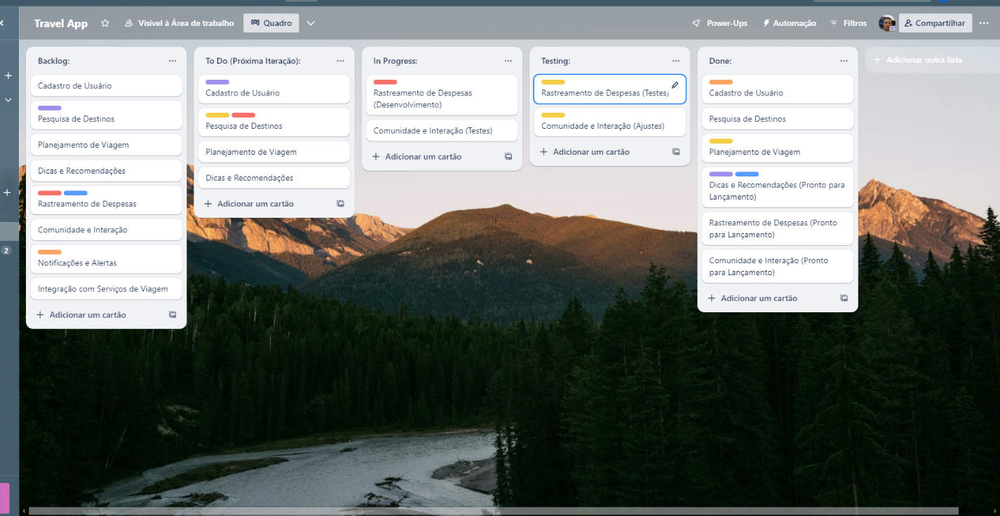 Travel App
Visível à Área de trabalho
Quadro
Power-Ups
Automação
Filtros
Compartilhar
2
Backlog:
Cadastro de Usuário
Pesquisa de Destinos
Planejamento de Viagem
Dicas e Recomendações
Rastreamento de Despesas
Comunidade e Interação
Notificações e Alertas
Integração com Serviços de Viagem
Adicionar um cartão
To Do (Próxima Iteração):
Cadastro de Usuário
Pesquisa de Destinos
Planejamento de Viagem
Dicas e Recomendações
Adicionar um cartão
In Progress:
Rastreamento de Despesas
(Desenvolvimento)
Comunidade e Interação (Testes)
Adicionar um cartão
Testing:
Rastreamento de Despesas (Testes)
Comunidade e Interação (Ajustes)
Adicionar um cartão
Done:
Cadastro de Usuário
Pesquisa de Destinos
Planejamento de Viagem
Dicas e Recomendações (Pronto para
Lançamento)
Rastreamento de Despesas (Pronto
para Lançamento)
Comunidade e Interação (Pronto
para Lançamento)
Adicionar um cartão
Adicionar outra lista